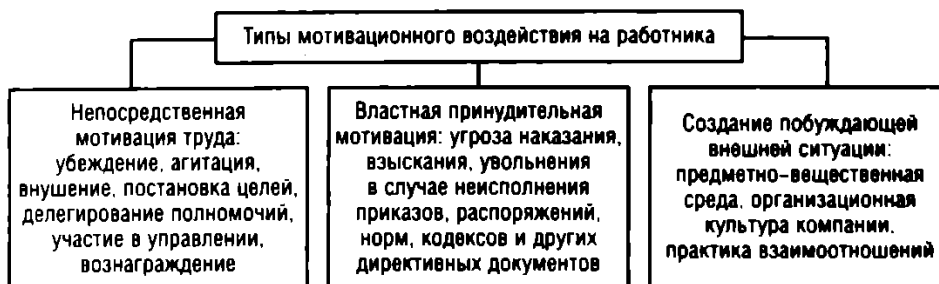 Типы мотивационного воздействия на работника
Непосредственная
мотивация труда:
убеждение, агитация,
внушение, постановка целей,
делегирование полномочий,
участие в управлении,
вознаграждение
Властная принудительная
мотивация: угроза наказания,
взыскания, увольнения
в случае неисполнения
приказов, распоряжений,
норм, кодексов и других
директивных документов
Создание побуждающей
внешней ситуации:
предметно-вещественная
среда, организационная
культура компании.
практика взаимоотношений